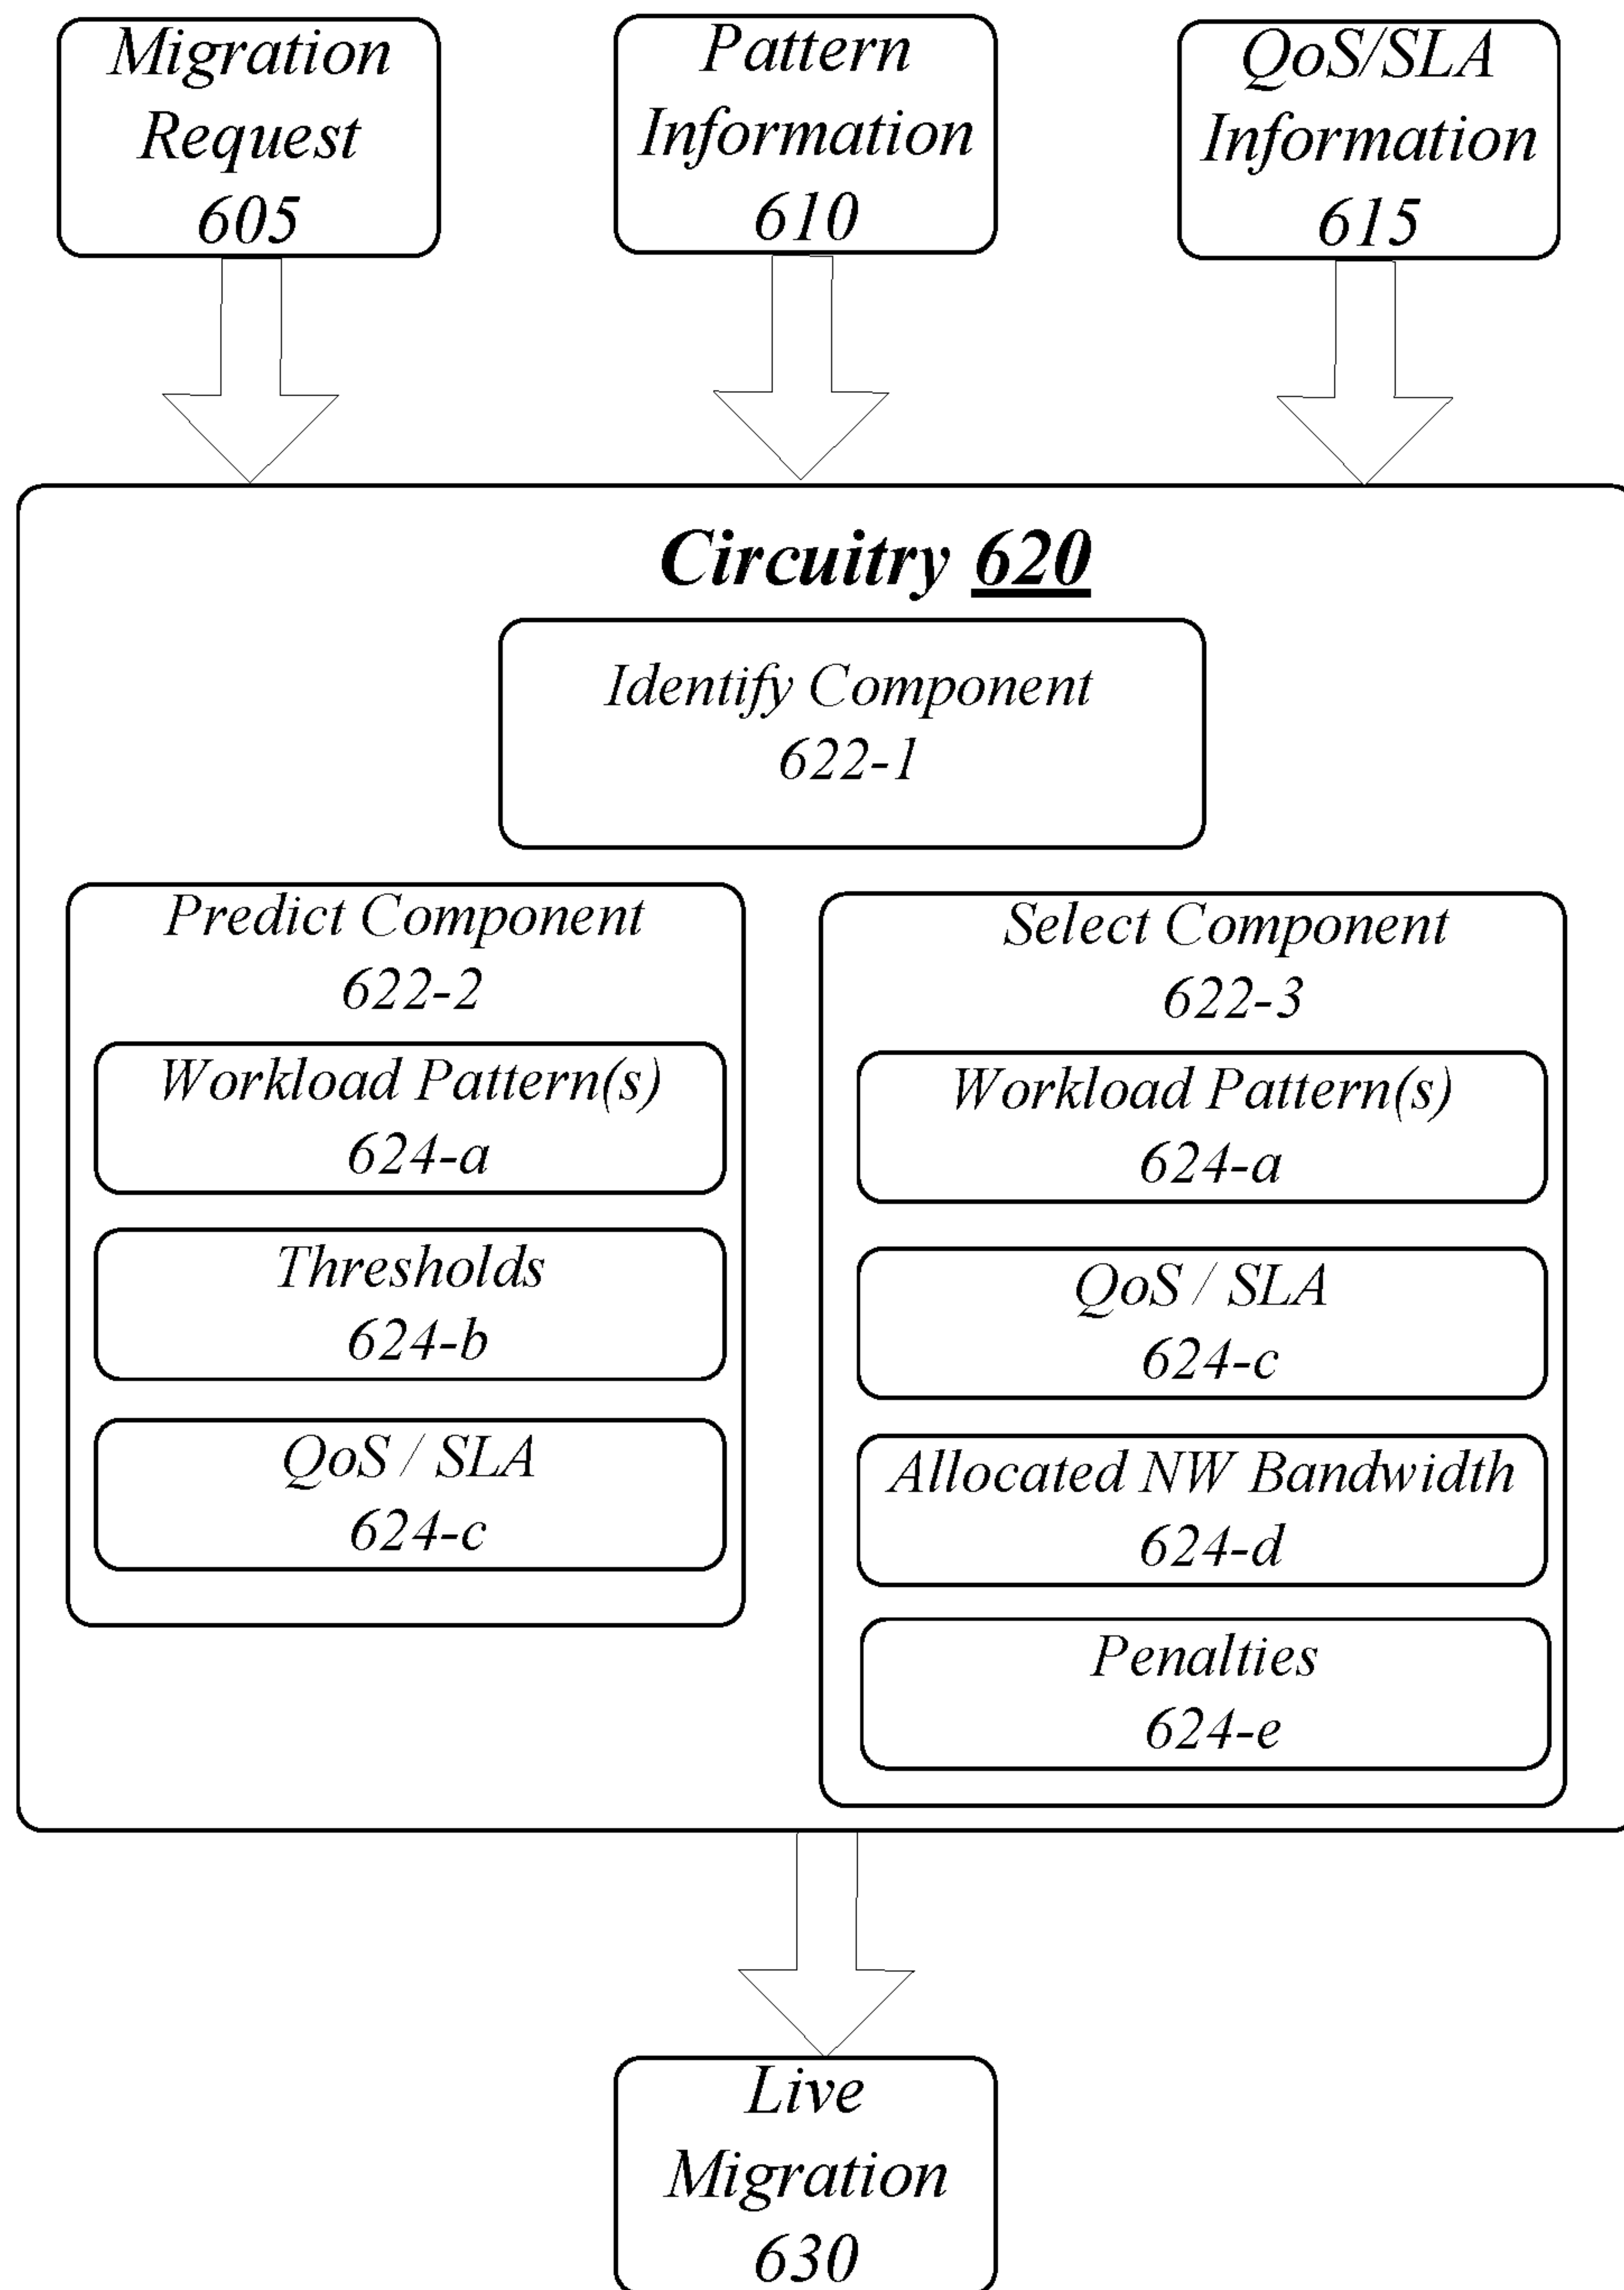 Migration
Request
605
Pattern
Information
610
QoS/SLA
Information
615
Circuitry 620
Identify Component
622-1
Predict Component
622-2
Workload Pattern(s)
624-a
Thresholds
624-b
QoS / SLA
624-c
Select Component
622-3
Workload Pattern(s)
624-a
QoS / SLA
624-c
Allocated NW Bandwidth
624-d
Penalties
624-e
Live
Migration
630